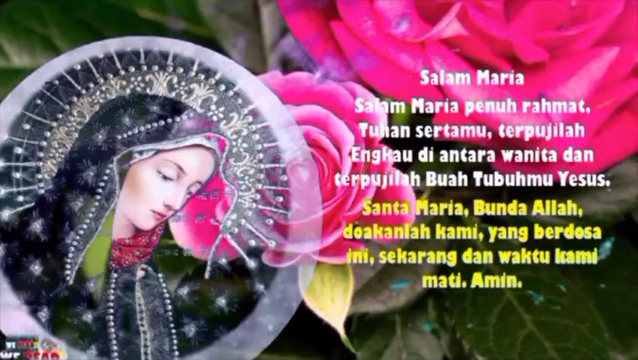 Salam Maria
Salam Maria penuh rahmat,
Tuhan sertamu, terpujilah
Engkau di antara wanita dan
terpujilah Buah Tubuhmu Yesus.
Santa Maria, Bunda Allah,
doakanlah kami, yang berdosa
ini, sekarang dan waktu kami
mati. Amin.